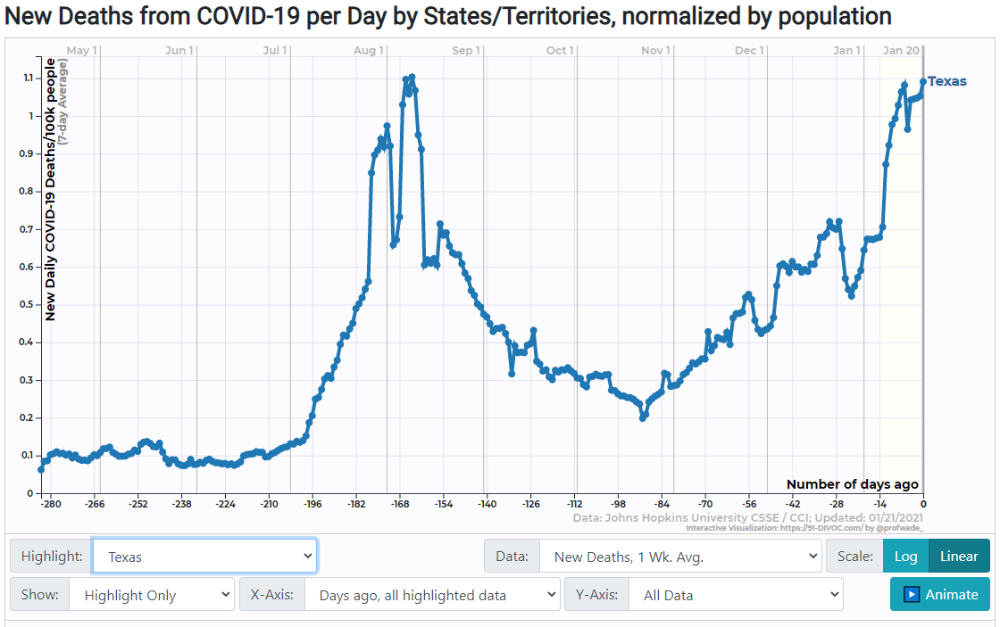 New Deaths from COVID-19 per Day by States/Territories, normalized by population
May 1 Jun 1 Jul 1 Aug 1 Sep 1 Oct 1 Nov 1 Dec 1 Jan 1 Jan 20
New Daily COVID-19 Deaths/100k people
(7-day Average)
1.1
1
0.9
0.8
0.7
0.6
0.5
0.4
0.3
0.2
0.1
0
Texas
Number of days ago
-280 -266 -252 -238 -224 -210 -196 -182 -168 -154 -140 -126 -112 -98 -84 -70 -56 -42 -28 -14 0
Data: Johns Hopkins University CSSE / CCI; Updated: 01/21/2021
Interactive Visualization: https://91-DIVOC.com/ by @profwade_
Highlight: Texas Data: New Deaths, 1 Wk. Avg. Scale: Log Linear
Show: Highlight Only X-Axis: Days ago, all highlighted data Y-Axis: All Data Animate